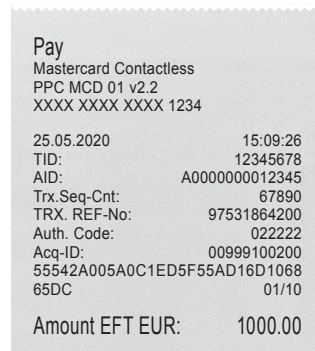 Pay
Mastercard Contactless
PPC MCD 01 v2.2
XXXX XXXX XXXX 1234
25.05.2020 15:09:26
TID: 12345678
AID: A0000000012345
Trx.Seq-Cnt: 67890
TRX. REF-No: 97531864200
Auth. Code: 022222
Acq-ID: 00999100200
55542A005A0C1ED5F55AD16D1068
65DC 01/10
Amount EFT EUR: 1000.00